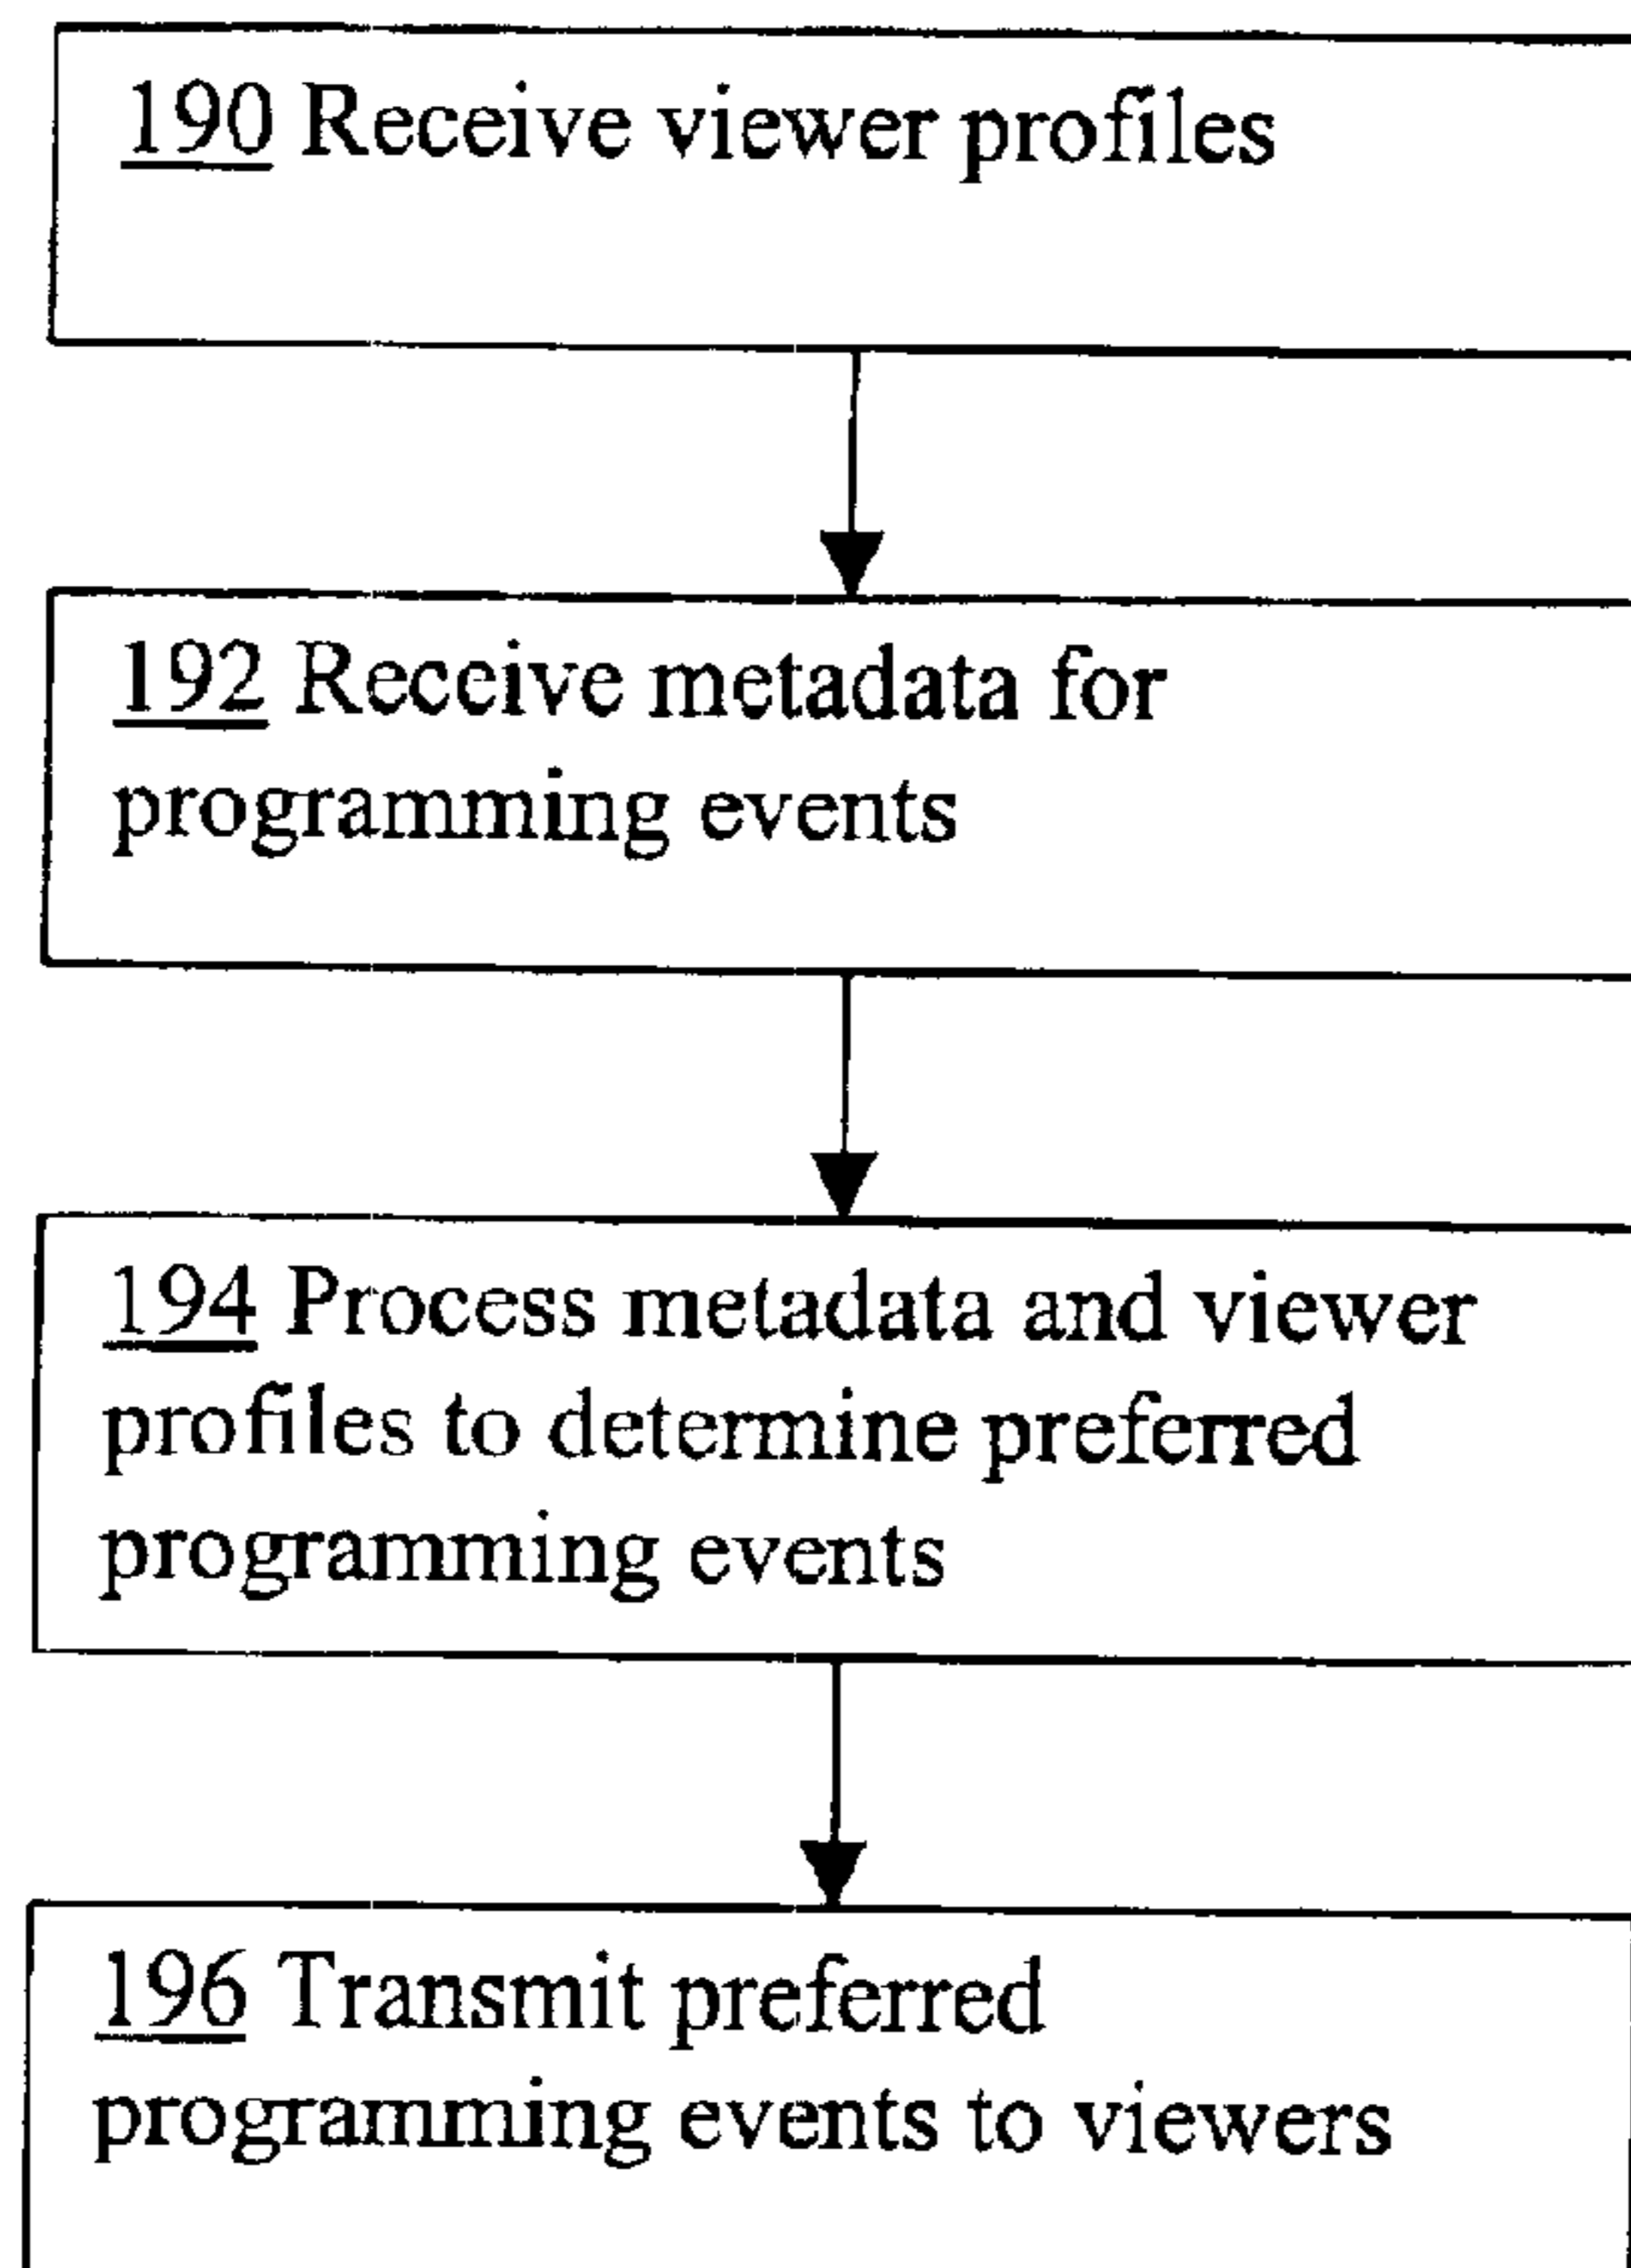 190 Receive viewer profiles
192 Receive metadata for
programming events
194 Process metadata and viewer
profiles to determine preferred
programming events
196 Transmit preferred
programming events to viewers